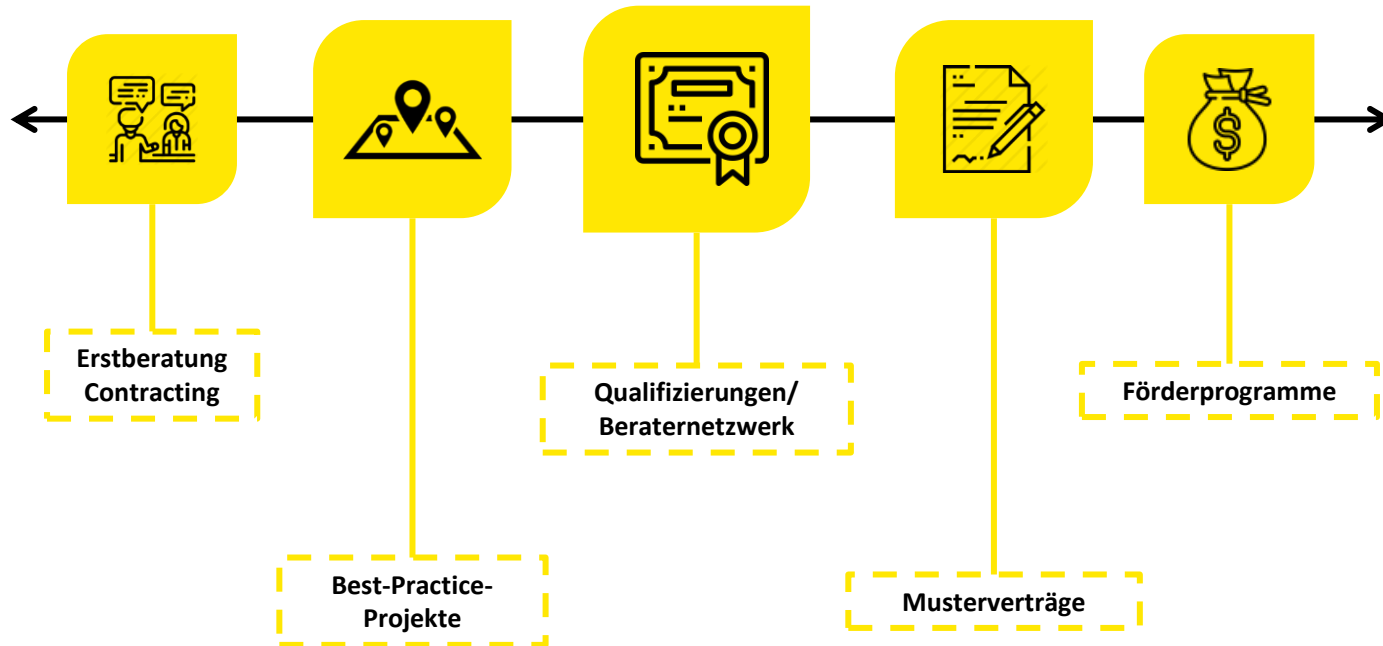 Erstberatung
Contracting
Best-Practice-
Projekte
Qualifizierungen/
Beraternetzwerk
Musterverträge
Förderprogramme
$